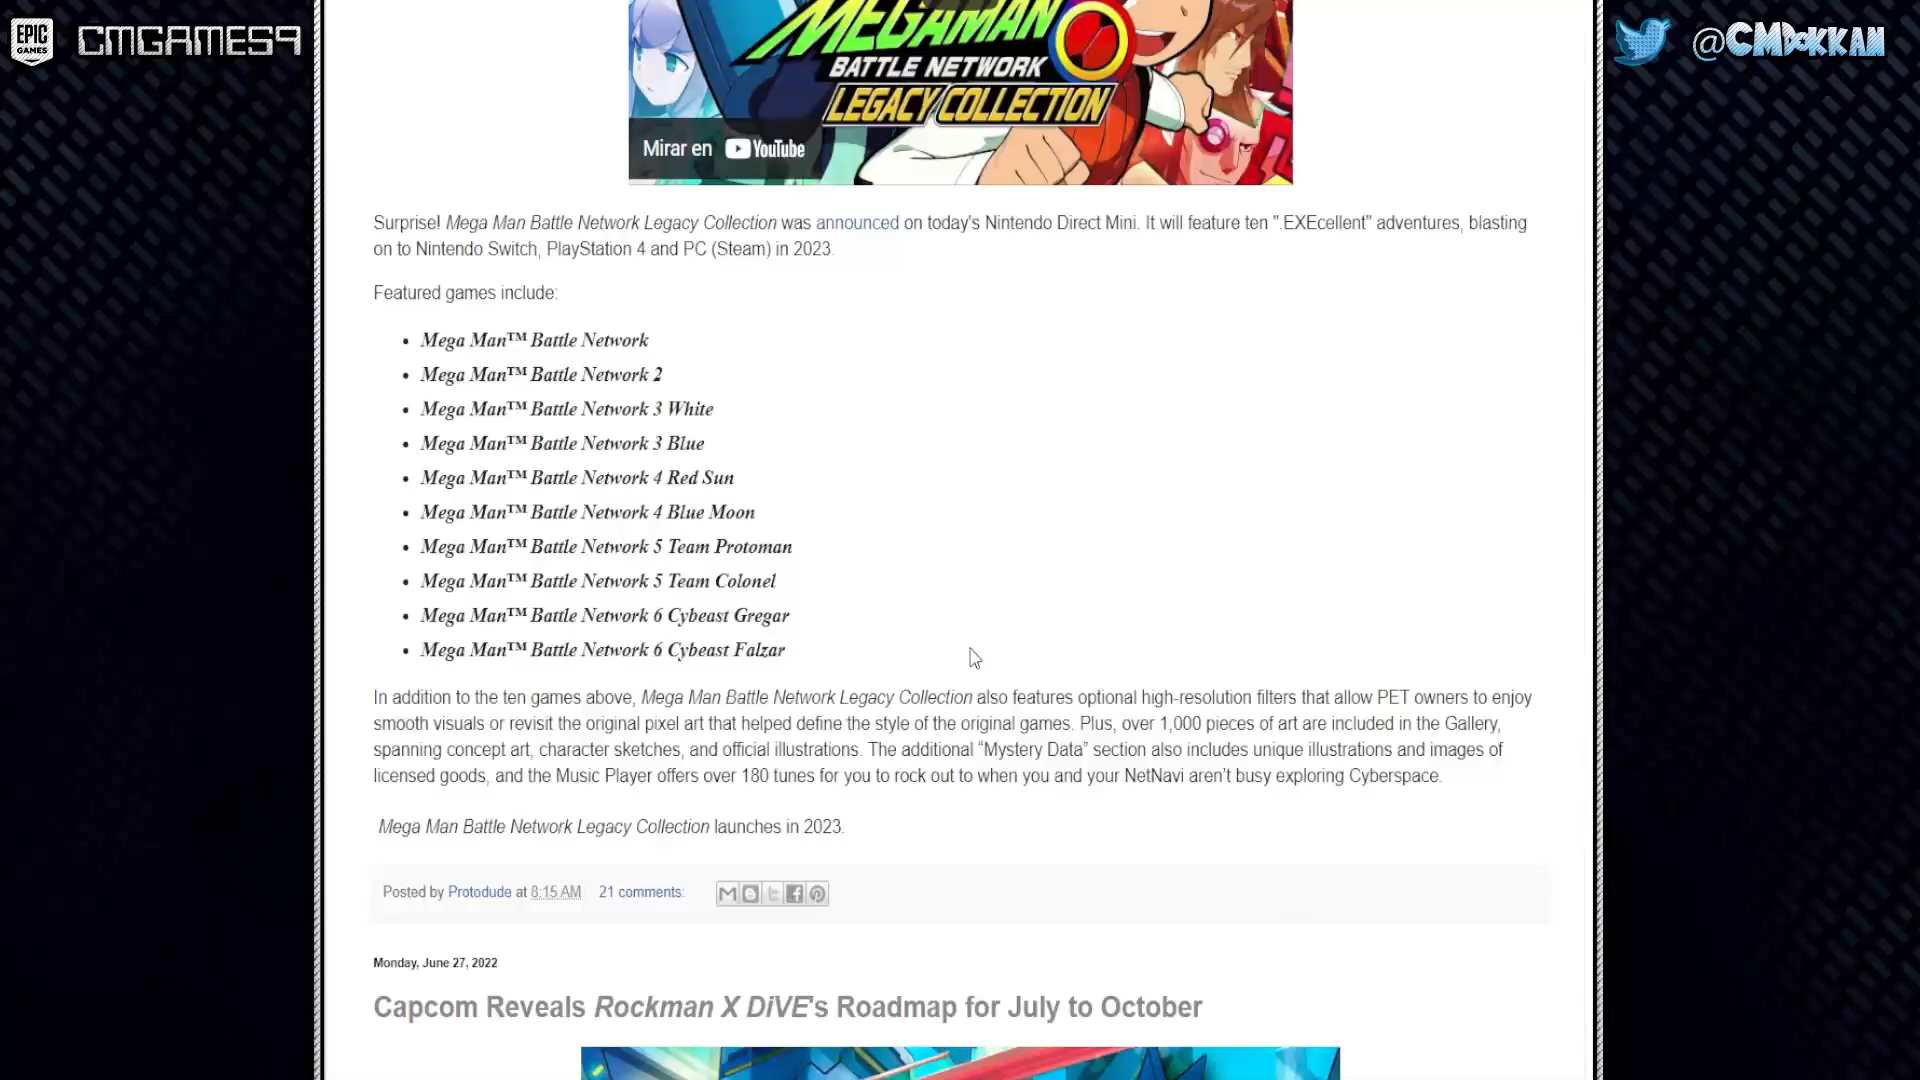 EPIC
GAMES
CMGAMES9
@CMDOKKAN
MEGAMAN
BATTLE NETWORK
LEGACY COLLECTION
Mirar en YouTube
Surprise! Mega Man Battle Network Legacy Collection was announced on today's Nintendo Direct Mini. It will feature ten ".EXEcellent" adventures, blasting
on to Nintendo Switch, PlayStation 4 and PC (Steam) in 2023.
Featured games include:
• Mega Man™ Battle Network
• Mega Man™ Battle Network 2
• Mega Man™ Battle Network 3 White
• Mega Man™ Battle Network 3 Blue
• Mega Man™ Battle Network 4 Red Sun
• Mega Man™ Battle Network 4 Blue Moon
• Mega Man™ Battle Network 5 Team Protoman
• Mega Man™ Battle Network 5 Team Colonel
• Mega Man™ Battle Network 6 Cybeast Gregar
• Mega Man™ Battle Network 6 Cybeast Falzar
In addition to the ten games above, Mega Man Battle Network Legacy Collection also features optional high-resolution filters that allow PET owners to enjoy
smooth visuals or revisit the original pixel art that helped define the style of the original games. Plus, over 1,000 pieces of art are included in the Gallery,
spanning concept art, character sketches, and official illustrations. The additional “Mystery Data” section also includes unique illustrations and images of
licensed goods, and the Music Player offers over 180 tunes for you to rock out to when you and your NetNavi aren’t busy exploring Cyberspace.
Mega Man Battle Network Legacy Collection launches in 2023.
Posted by Protodude at 8:15 AM 21 comments:
Monday, June 27, 2022
Capcom Reveals Rockman X DiVE's Roadmap for July to October